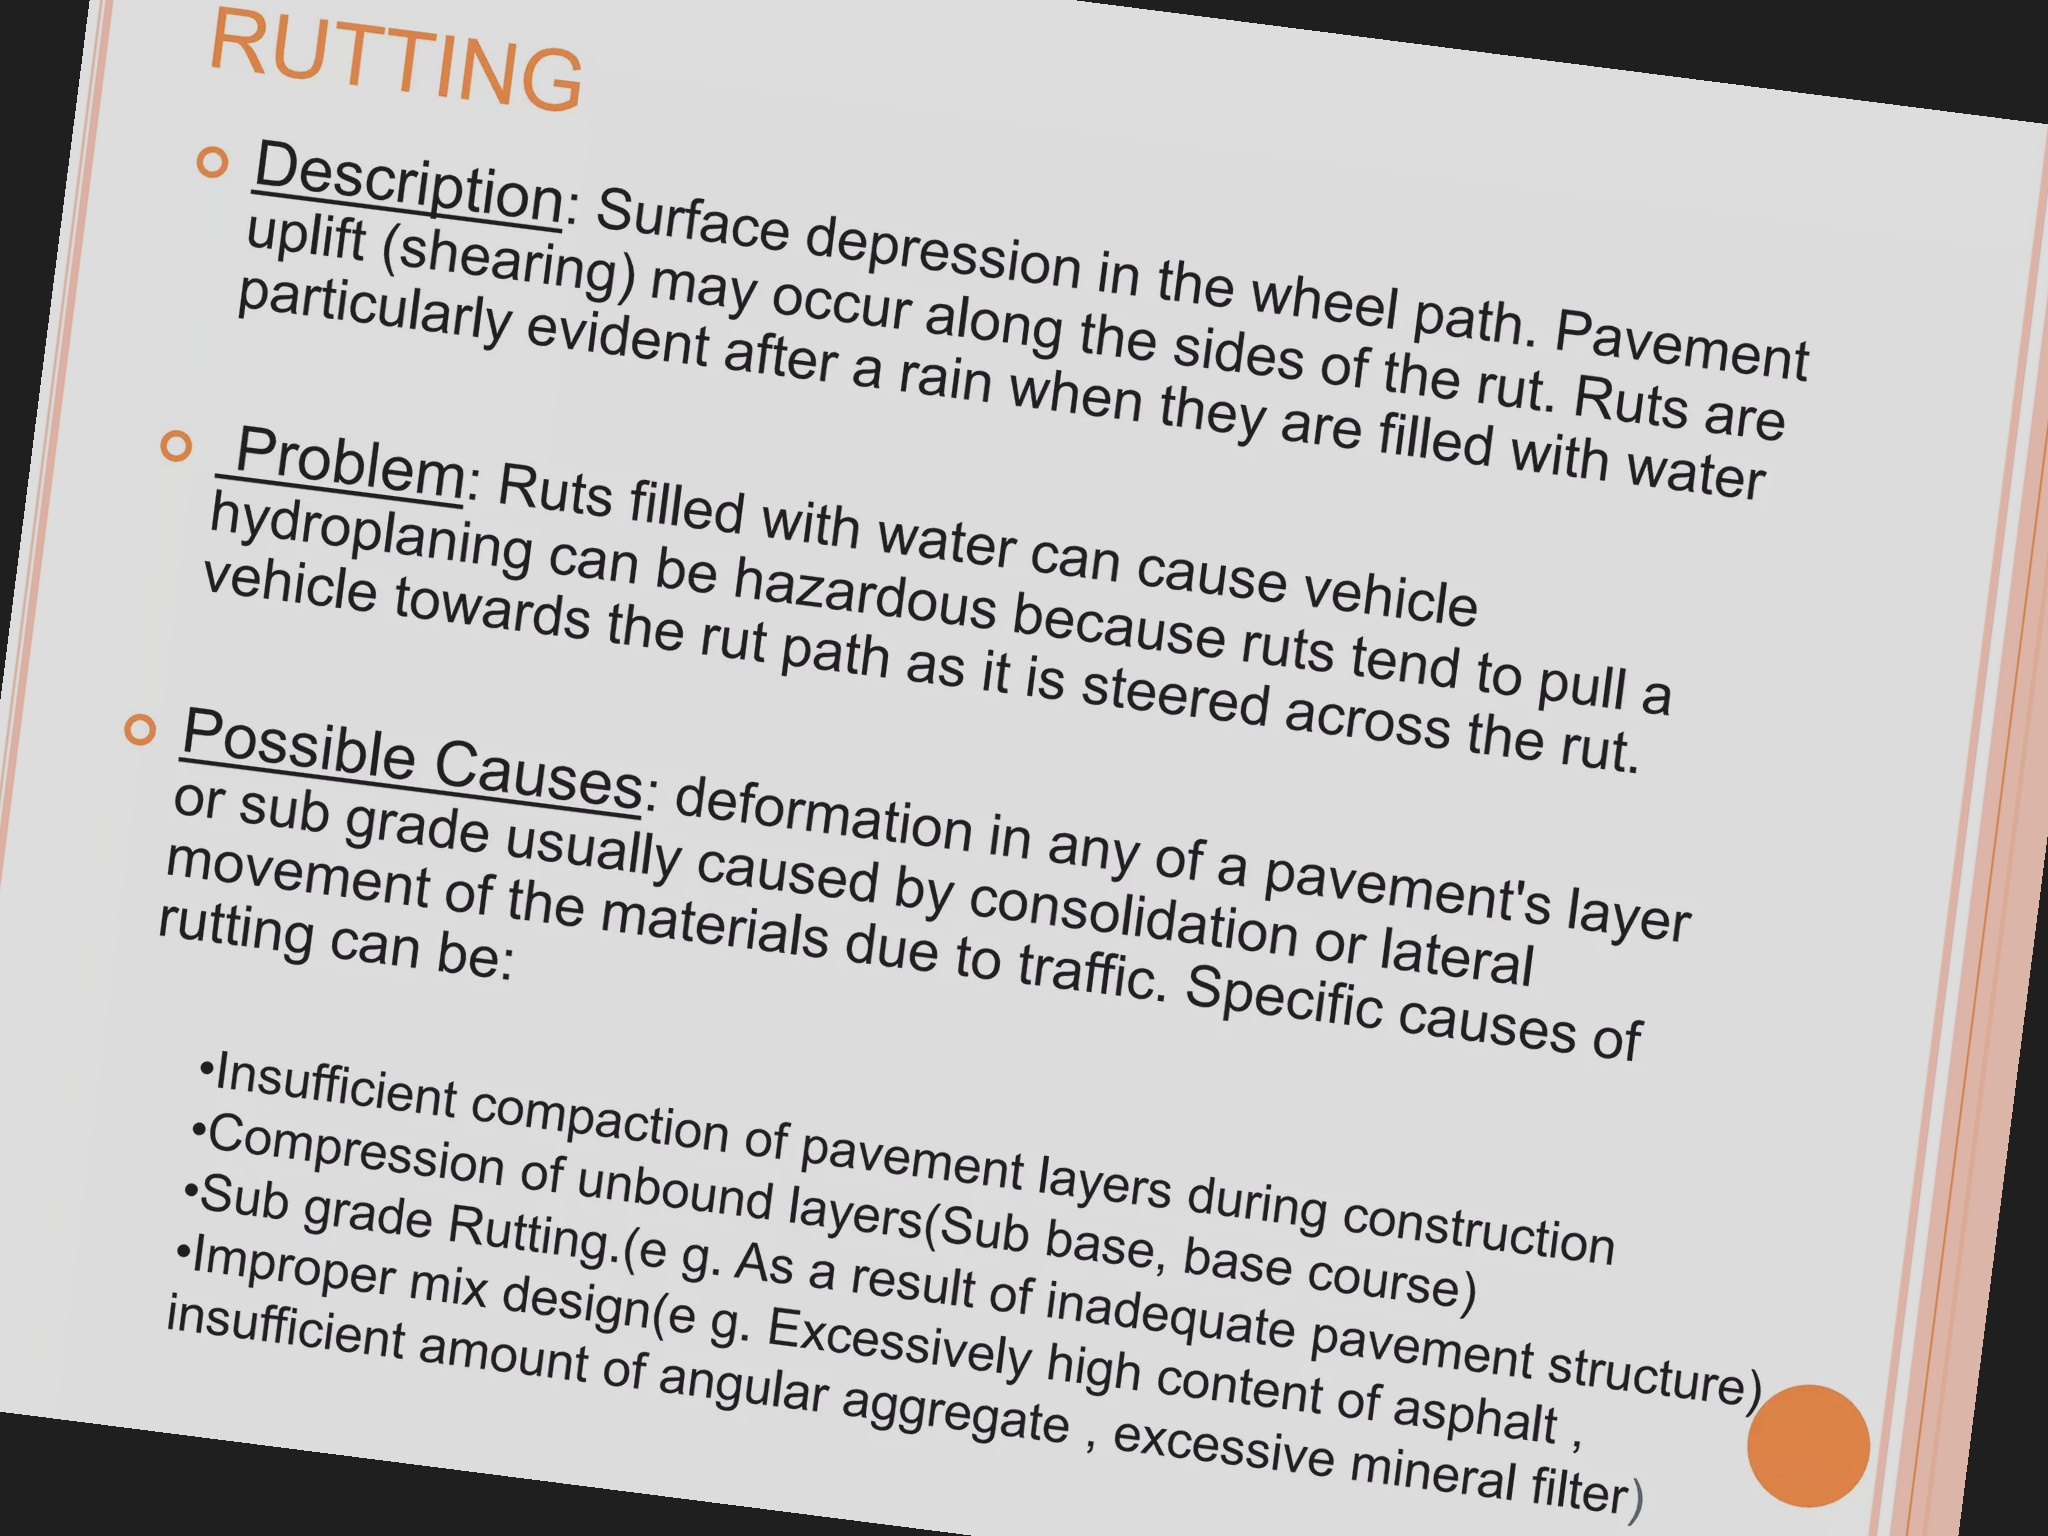 RUTTING
Description: Surface depression in the wheel path. Pavement
uplift (shearing) may occur along the sides of the rut. Ruts are
particularly evident after a rain when they are filled with water
Problem: Ruts filled with water can cause vehicle
hydroplaning can be hazardous because ruts tend to pull a
vehicle towards the rut path as it is steered across the rut.
Possible Causes: deformation in any of a pavement's layer
or sub grade usually caused by consolidation or lateral
movement of the materials due to traffic. Specific causes of
rutting can be:
•Insufficient compaction of pavement layers during construction
•Compression of unbound layers(Sub base, base course)
•Sub grade Rutting.(e g. As a result of inadequate pavement structure)
•Improper mix design(e g. Excessively high content of asphalt ,
insufficient amount of angular aggregate , excessive mineral filter)